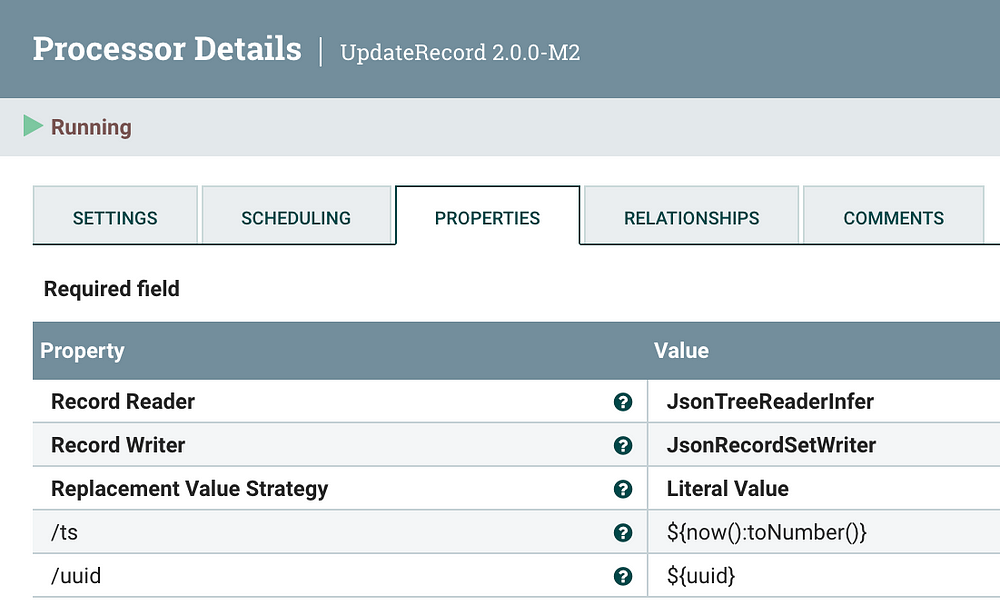 Processor Details | UpdateRecord 2.0.0-M2
Running
SETTINGS SCHEDULING PROPERTIES RELATIONSHIPS COMMENTS
Required field
Property Value
Record Reader ? JsonTreeReaderInfer
Record Writer ? JsonRecordSetWriter
Replacement Value Strategy ? Literal Value
/ts ? ${now():toNumber()}
/uuid ? ${uuid}